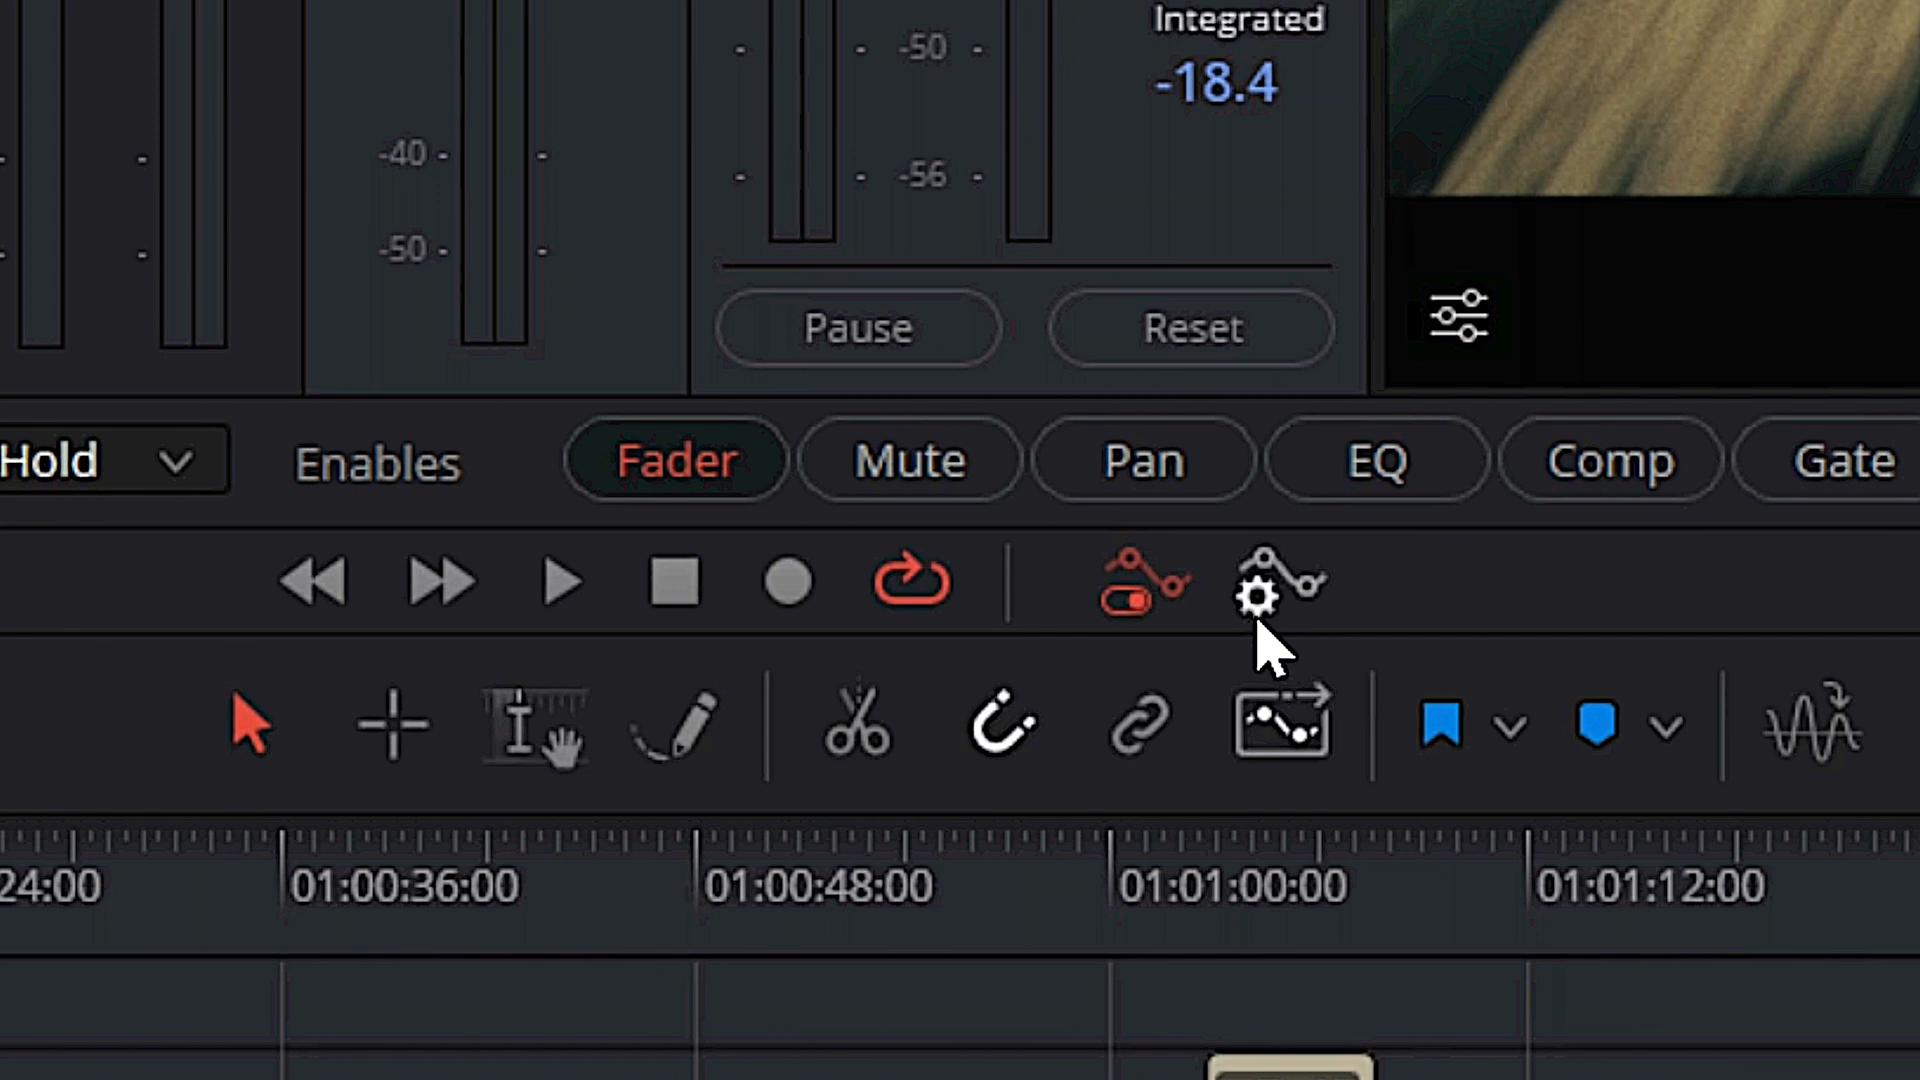 Integrated
-18.4
-50
-56
-40
-50
Pause Reset
Hold Enables Fader Mute Pan EQ Comp Gate
24:00 01:00:36:00 01:00:48:00 01:01:00:00 01:01:12:00